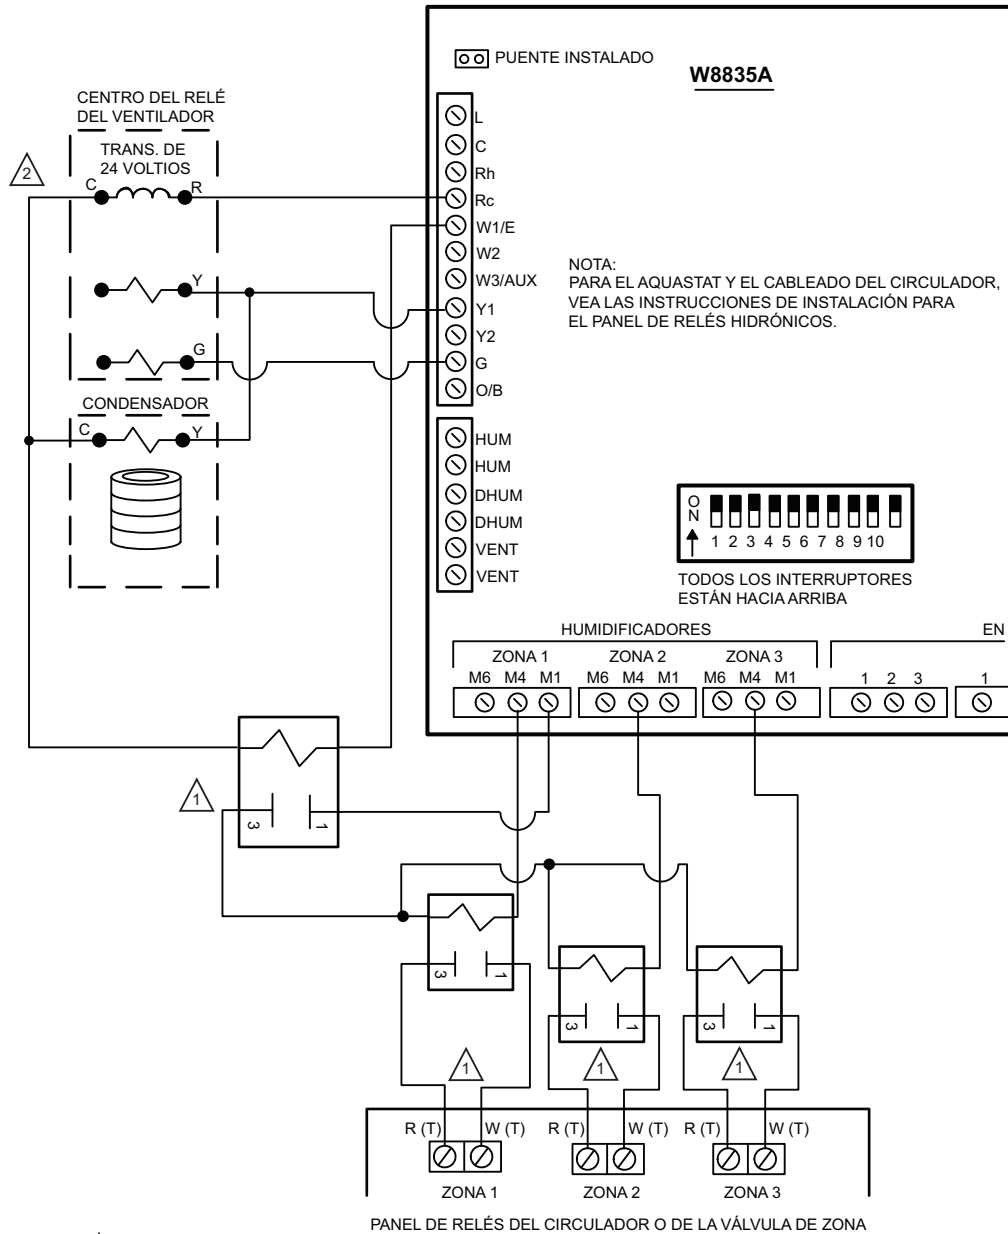 PUENTE INSTALADO
W8835A
CENTRO DEL RELÉ
DEL VENTILADOR
TRANS. DE
24 VOLTIOS
2
C
R
Y
G
CONDENSADOR
C
Y
L
C
Rh
Rc
W1/E
W2
W3/AUX
Y1
Y2
G
O/B
NOTA:
PARA EL AQUASTAT Y EL CABLEADO DEL CIRCULADOR,
VEA LAS INSTRUCCIONES DE INSTALACIÓN PARA
EL PANEL DE RELÉS HIDRÓNICOS.
HUM
HUM
DHUM
DHUM
VENT
VENT
ON
1 2 3 4 5 6 7 8 9 10
TODOS LOS INTERRUPTORES
ESTÁN HACIA ARRIBA
HUMIDIFICADORES
EN
ZONA 1
ZONA 2
ZONA 3
M6 M4 M1
M6 M4 M1
M6 M4 M1
1 2 3
1
1
3
1
3
1
3
1
3
1
1
1
1
R (T)
W (T)
R (T)
W (T)
R (T)
W (T)
ZONA 1
ZONA 2
ZONA 3
PANEL DE RELÉS DEL CIRCULADOR O DE LA VÁLVULA DE ZONA